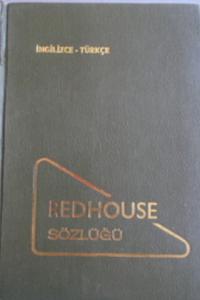 İNGİLİZCE - TÜRKÇE
REDHOUSE
SÖZLÜĞÜ